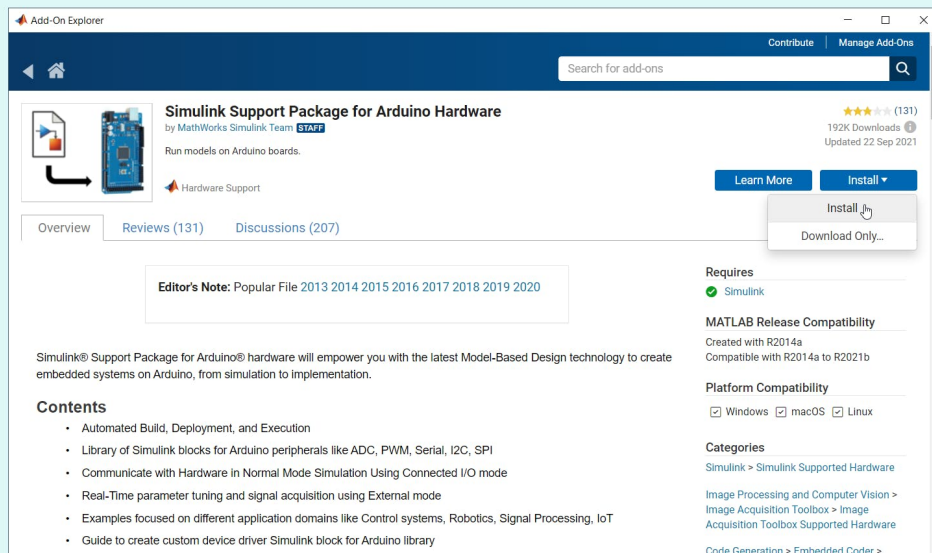 Add-On Explorer
Contribute Manage Add-Ons
Search for add-ons
Simulink Support Package for Arduino Hardware
by MathWorks Simulink Team STAFF
Run models on Arduino boards.
Hardware Support
(131)
192K Downloads
Updated 22 Sep 2021
Learn More
Install
Install
Download Only...
Overview
Reviews (131)
Discussions (207)
Editor's Note: Popular File 2013 2014 2015 2016 2017 2018 2019 2020
Simulink® Support Package for Arduino® hardware will empower you with the latest Model-Based Design technology to create
embedded systems on Arduino, from simulation to implementation.
Contents
• Automated Build, Deployment, and Execution
• Library of Simulink blocks for Arduino peripherals like ADC, PWM, Serial, I2C, SPI
• Communicate with Hardware in Normal Mode Simulation Using Connected I/O mode
• Real-Time parameter tuning and signal acquisition using External mode
• Examples focused on different application domains like Control systems, Robotics, Signal Processing, IoT
• Guide to create custom device driver Simulink block for Arduino library
Requires
Simulink
MATLAB Release Compatibility
Created with R2014a
Compatible with R2014a to R2021b
Platform Compatibility
Windows macOS Linux
Categories
Simulink > Simulink Supported Hardware
Image Processing and Computer Vision >
Image Acquisition Toolbox > Image
Acquisition Toolbox Supported Hardware
Code Generation > Embedded Coder >